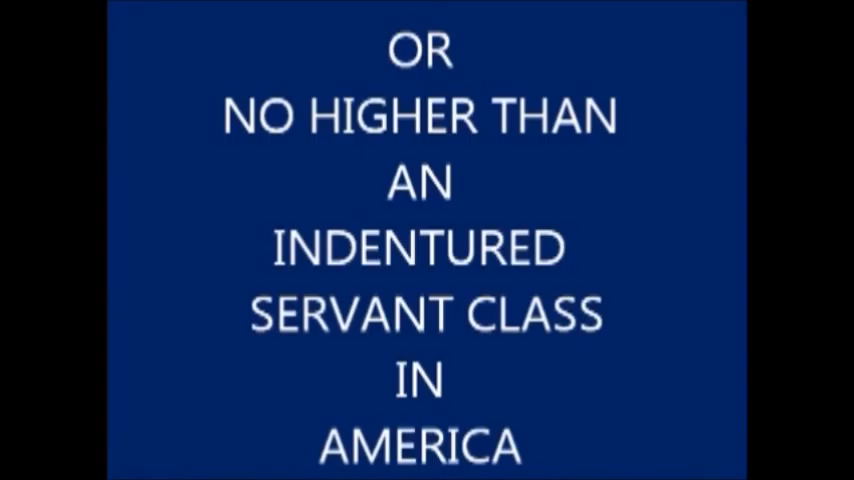 OR
NO HIGHER THAN
AN
INDENTURED
SERVANT CLASS
IN
AMERICA